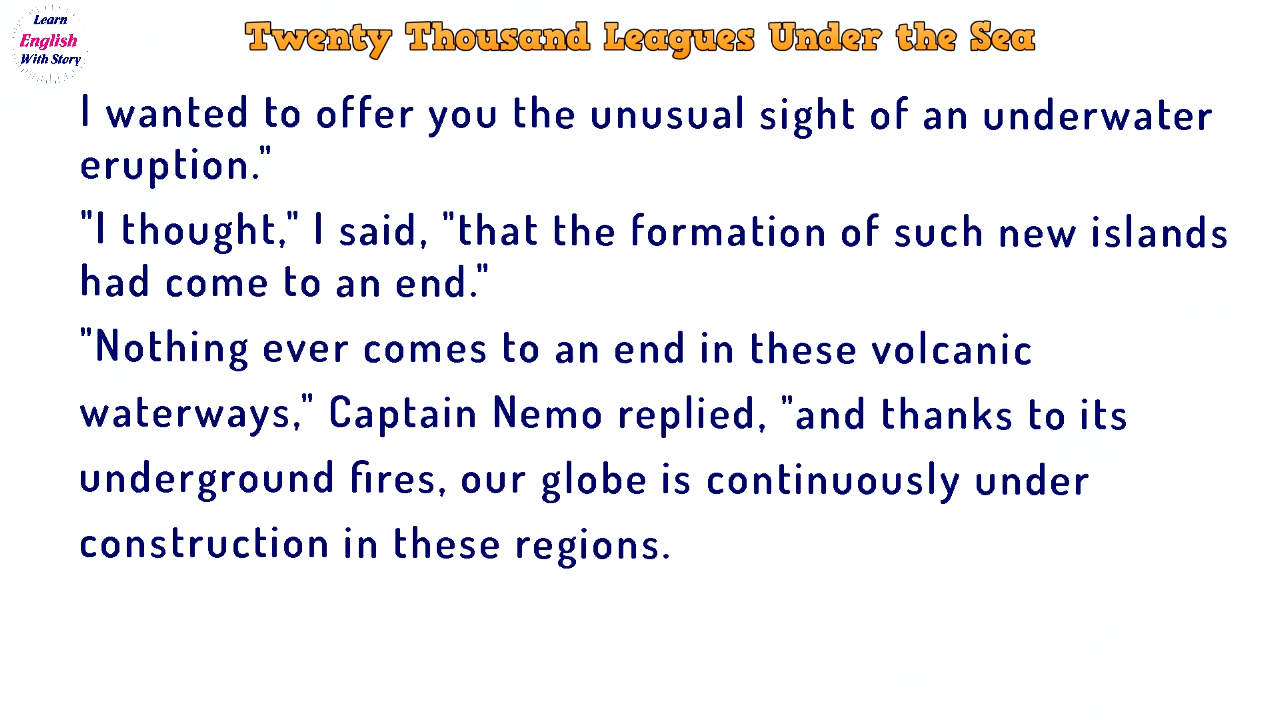 Learn
English
With Story
Twenty Thousand Leagues Under the Sea
I wanted to offer you the unusual sight of an underwater
eruption."
"I thought," I said, "that the formation of such new islands
had come to an end."
"Nothing ever comes to an end in these volcanic
waterways," Captain Nemo replied, "and thanks to its
underground fires, our globe is continuously under
construction in these regions.